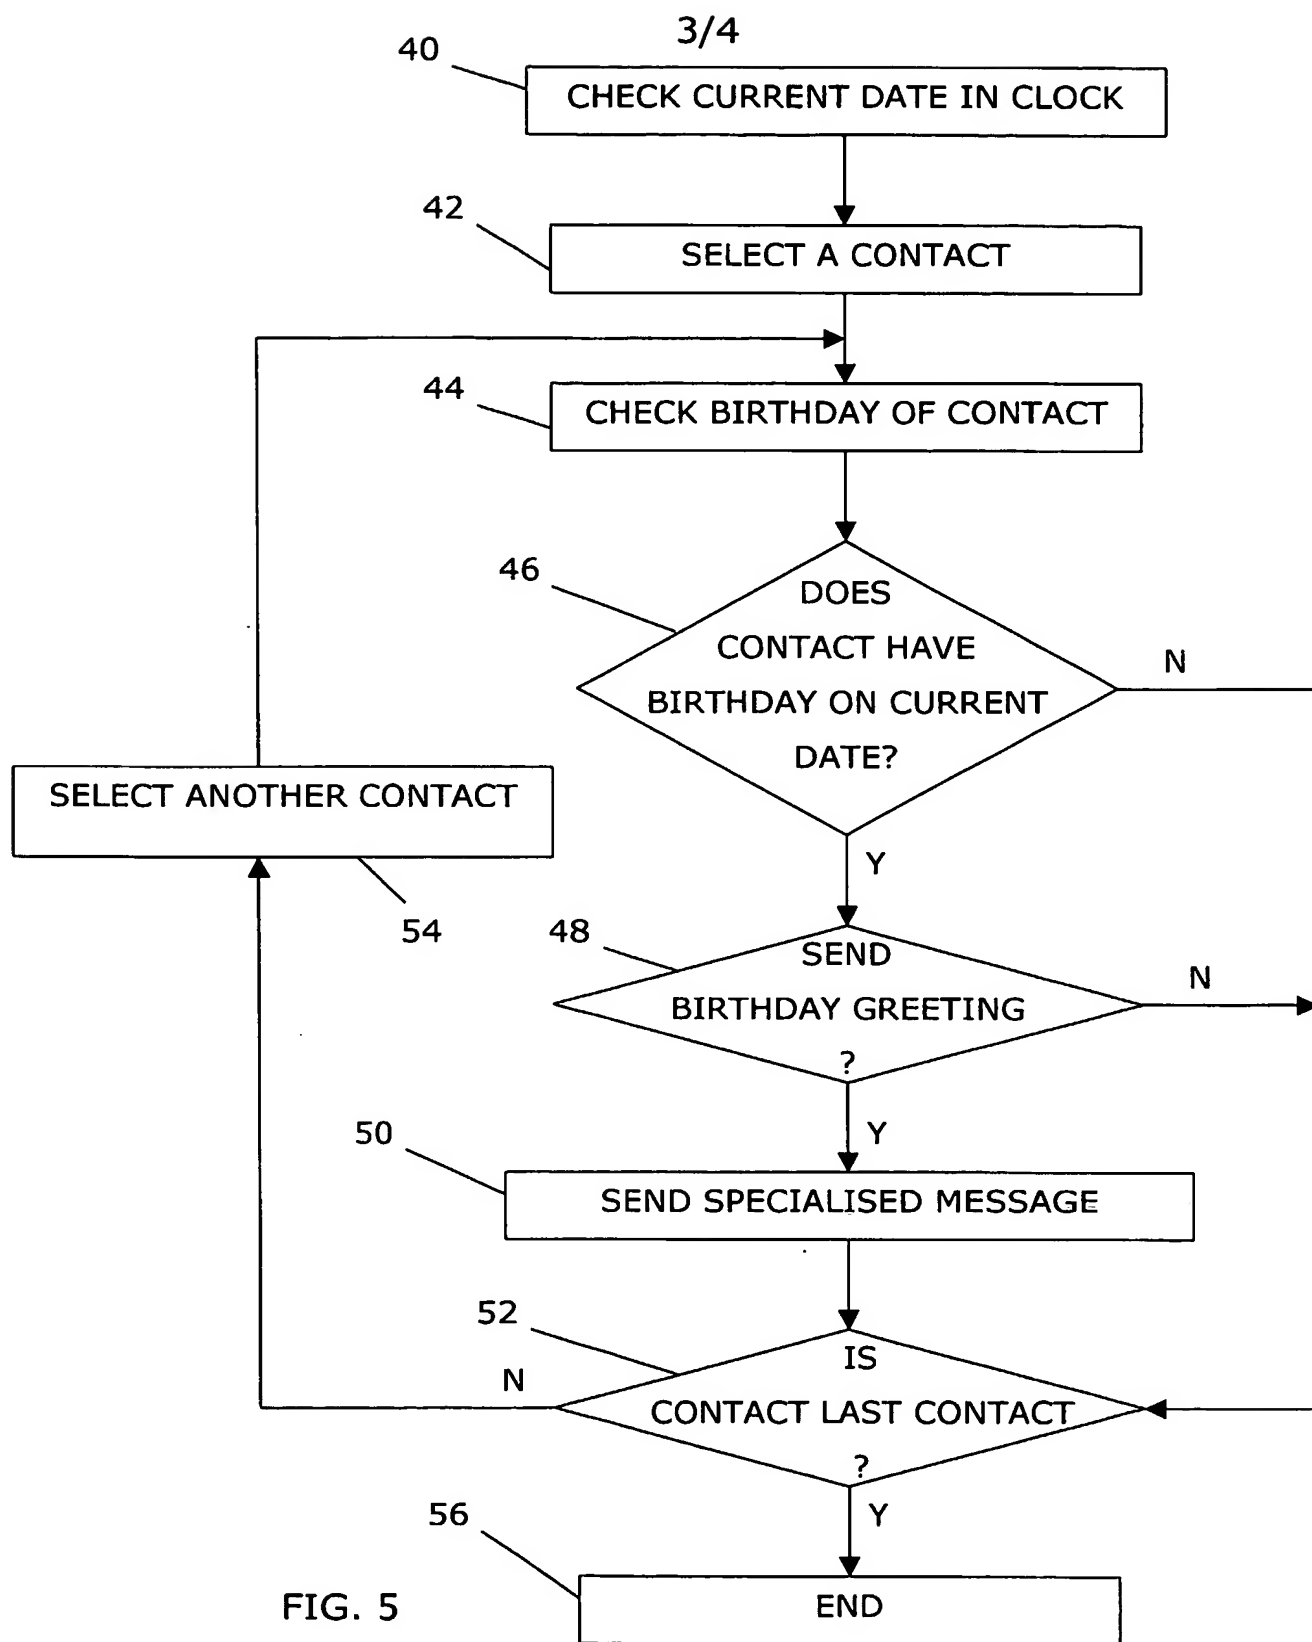 3/4
40
CHECK CURRENT DATE IN CLOCK
42
SELECT A CONTACT
44
CHECK BIRTHDAY OF CONTACT
46
DOES
CONTACT HAVE
BIRTHDAY ON CURRENT
DATE?
N
Y
SELECT ANOTHER CONTACT
54
48
SEND
BIRTHDAY GREETING
?
N
Y
50
SEND SPECIALISED MESSAGE
52
IS
CONTACT LAST CONTACT
?
N
Y
56
END
FIG. 5